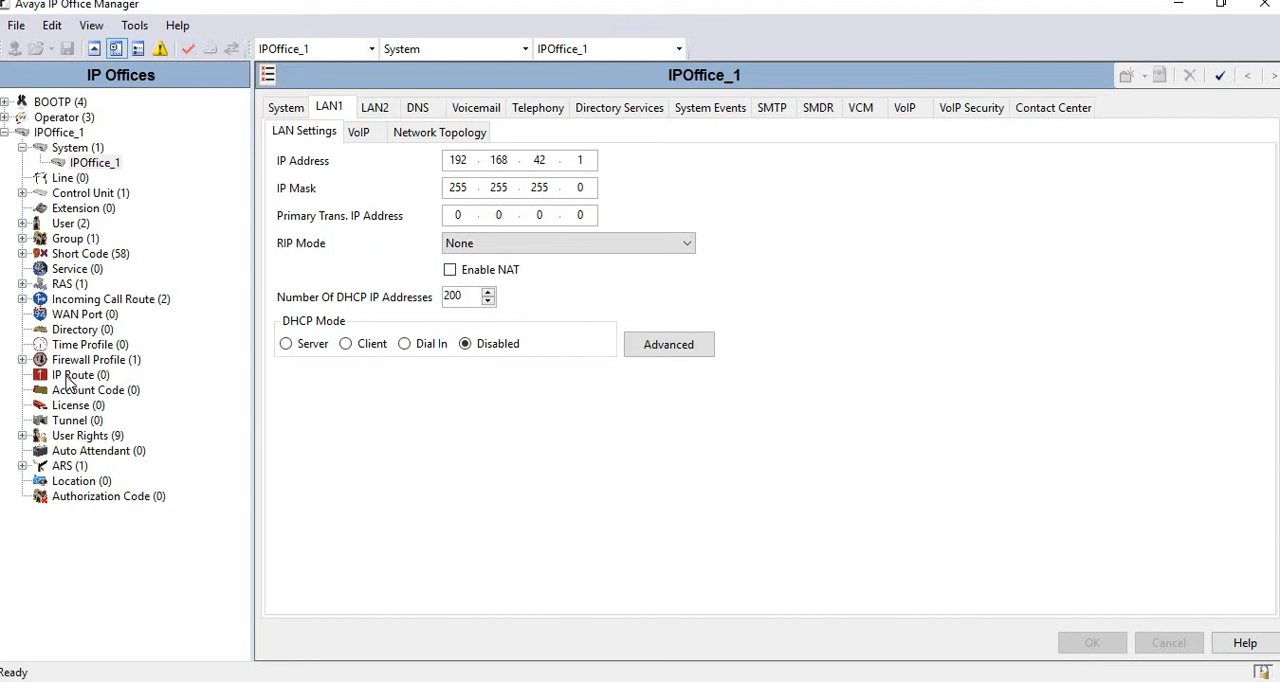 Avaya IP Office Manager
File Edit View Tools Help
IPOffice_1 System IPOffice_1
IP Offices
BOOTP (4)
Operator (3)
IPOffice_1
System (1)
IPOffice_1
Line (0)
Control Unit (1)
Extension (0)
User (2)
Group (1)
Short Code (58)
Service (0)
RAS (1)
Incoming Call Route (2)
WAN Port (0)
Directory (0)
Time Profile (0)
Firewall Profile (1)
IP Route (0)
Account Code (0)
License (0)
Tunnel (0)
User Rights (9)
Auto Attendant (0)
ARS (1)
Location (0)
Authorization Code (0)
IPOffice_1
System LAN1 LAN2 DNS Voicemail Telephony Directory Services System Events SMTP SMDR VCM VoIP VoIP Security Contact Center
LAN Settings VoIP Network Topology
IP Address 192 . 168 . 42 . 1
IP Mask 255 . 255 . 255 . 0
Primary Trans. IP Address 0 . 0 . 0 . 0
RIP Mode None
Enable NAT
Number Of DHCP IP Addresses 200
DHCP Mode
Server Client Dial In Disabled Advanced
OK Cancel Help
Ready